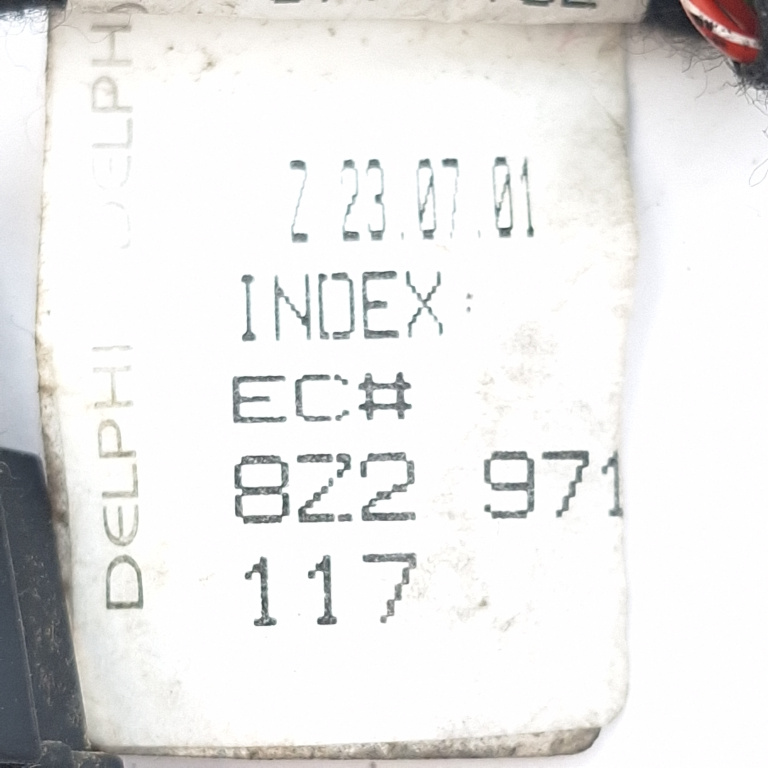 Z 23.07.01
INDEX:
EC#
8Z2 971
117
DELPHI
DELPHI